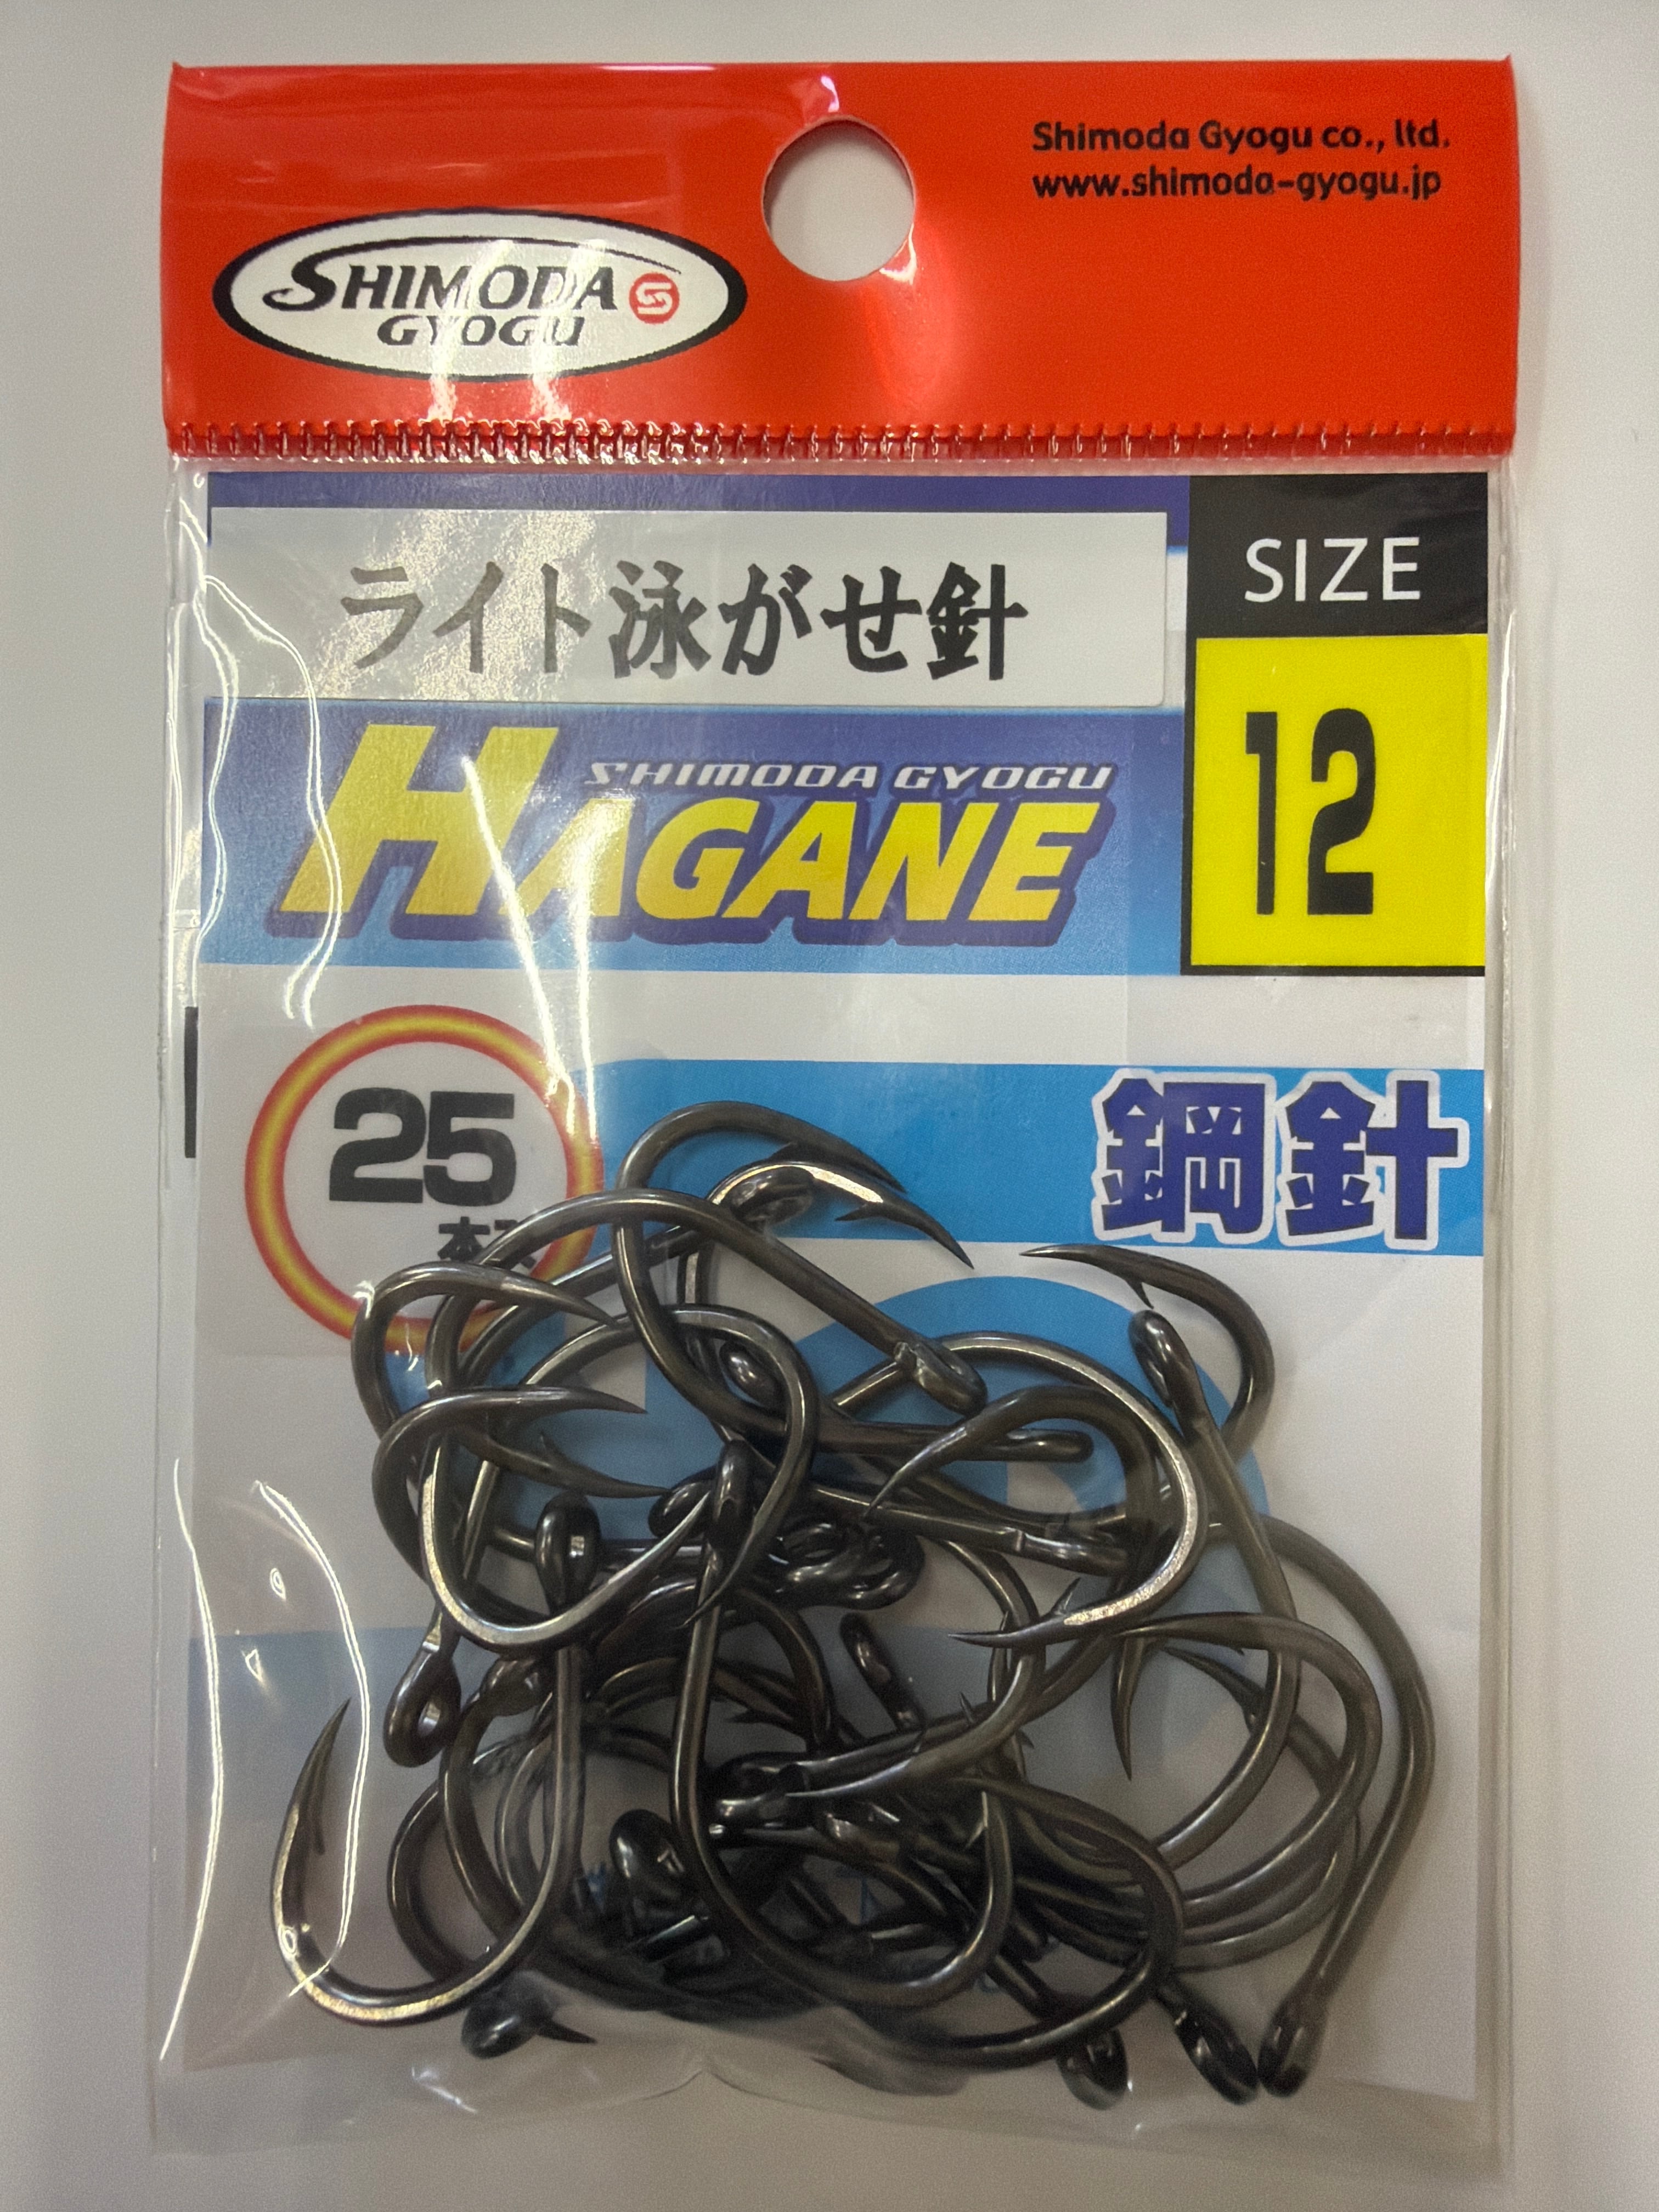 Shimoda Gyogu co., ltd.
www.shimoda-gyogu.jp
SHIMODA S
GYOGU
ライト泳がせ針
SIZE
12
SHIMODA GYOGU
HAGANE
25
本
鋼針